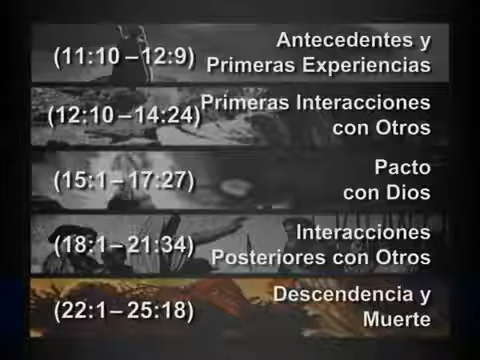 (11:10 – 12:9) Antecedentes y
Primeras Experiencias
(12:10 – 14:24) Primeras Interacciones
con Otros
(15:1 – 17:27) Pacto
con Dios
(18:1 – 21:34) Interacciones
Posteriores con Otros
(22:1 – 25:18) Descendencia y
Muerte